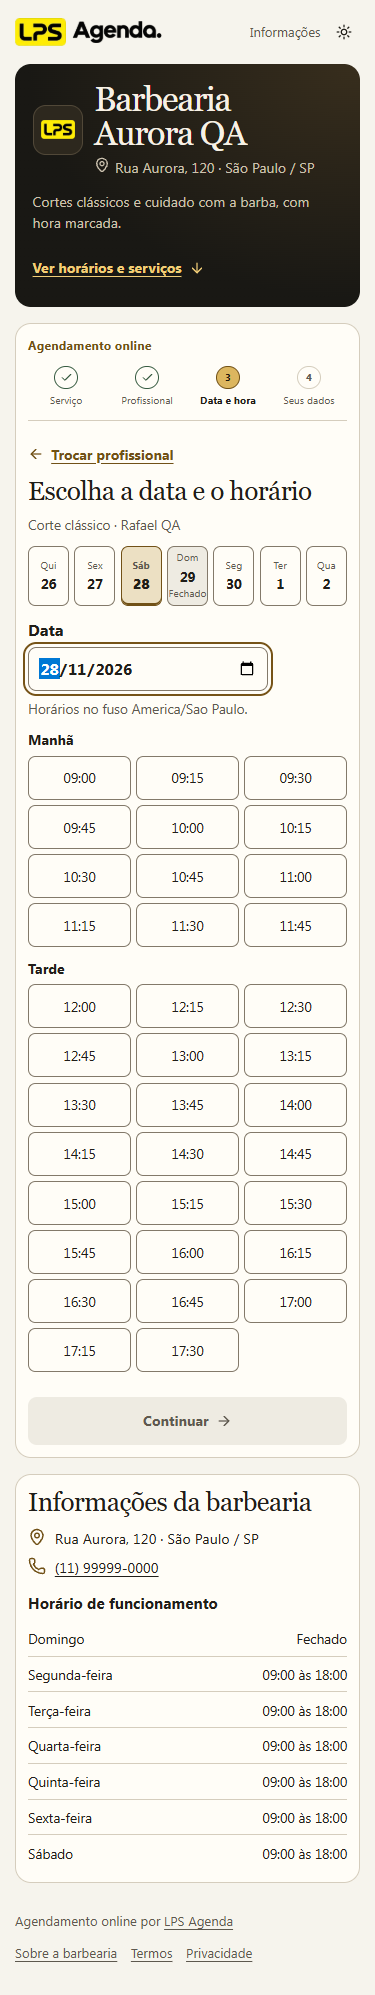 LPS Agenda.
Informações
LPS
Barbearia
Aurora QA
Rua Aurora, 120 · São Paulo / SP
Cortes clássicos e cuidado com a barba, com
hora marcada.
Ver horários e serviços
Agendamento online
3
4
Serviço
Profissional
Data e hora
Seus dados
Trocar profissional
Escolha a data e o horário
Corte clássico · Rafael QA
Qui
26
Sex
27
Sáb
28
Dom
29
Fechado
Seg
30
Ter
1
Qua
2
Data
28/11/2026
Horários no fuso America/Sao Paulo.
Manhã
09:00 09:15 09:30
09:45 10:00 10:15
10:30 10:45 11:00
11:15 11:30 11:45
Tarde
12:00 12:15 12:30
12:45 13:00 13:15
13:30 13:45 14:00
14:15 14:30 14:45
15:00 15:15 15:30
15:45 16:00 16:15
16:30 16:45 17:00
17:15 17:30
Continuar
Informações da barbearia
Rua Aurora, 120 · São Paulo / SP
(11) 99999-0000
Horário de funcionamento
Domingo Fechado
Segunda-feira 09:00 às 18:00
Terça-feira 09:00 às 18:00
Quarta-feira 09:00 às 18:00
Quinta-feira 09:00 às 18:00
Sexta-feira 09:00 às 18:00
Sábado 09:00 às 18:00
Agendamento online por LPS Agenda
Sobre a barbearia Termos Privacidade